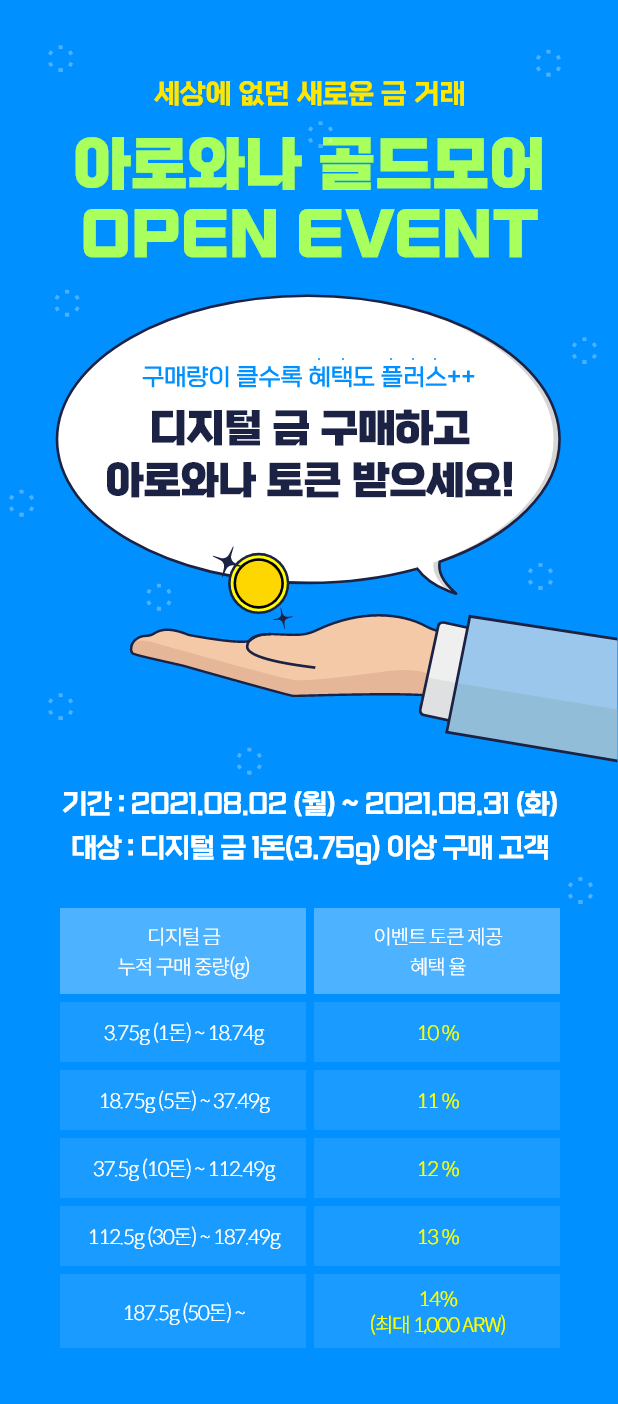 세상에 없던 새로운 금 거래
아로와나 골드모어
OPEN EVENT
구매량이 클수록 혜택도 플러스++
디지털 금 구매하고
아로와나 토큰 받으세요!
기간 : 2021.08.02 (월) ~ 2021.08.31 (화)
대상 : 디지털 금 1돈(3.75g) 이상 구매 고객
디지털 금
누적 구매 중량(g)
이벤트 토큰 제공
혜택 율
3.75g (1돈) ~ 18.74g
10 %
18.75g (5돈) ~ 37.49g
11 %
37.5g (10돈) ~ 112.49g
12 %
112.5g (30돈) ~ 187.49g
13 %
187.5g (50돈) ~
14%
(최대 1,000 ARW)